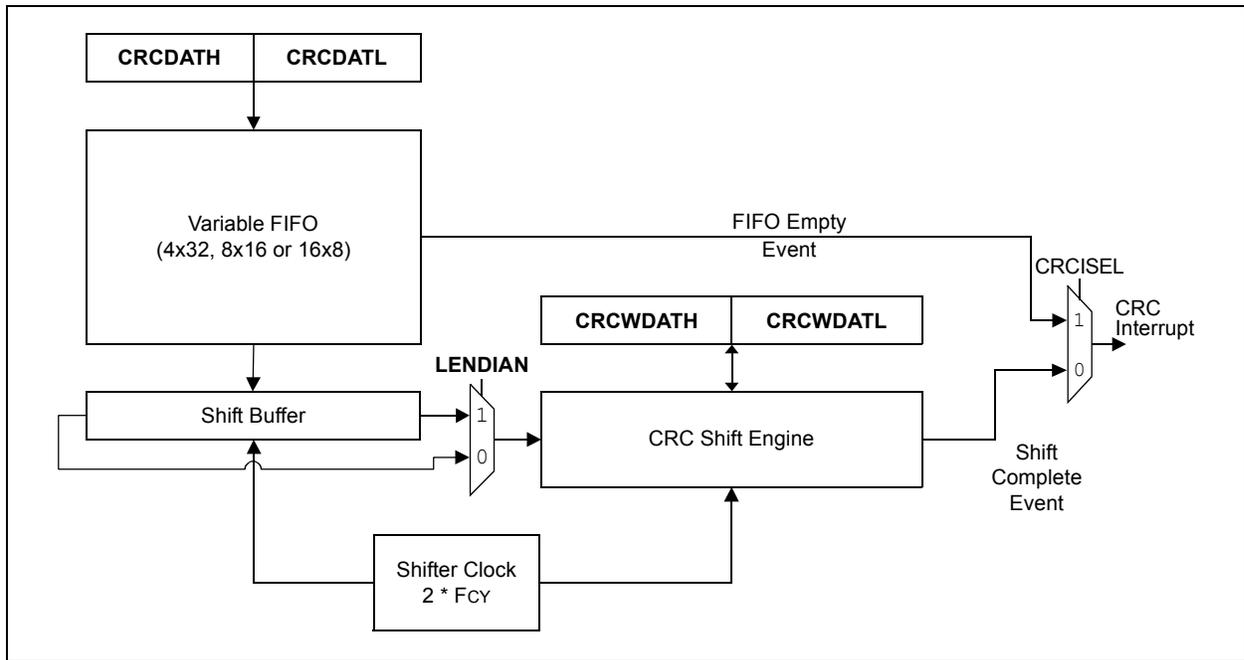 CRCDATH
CRCDATL
Variable FIFO
(4x32, 8x16 or 16x8)
FIFO Empty
Event
CRCISEL
1
0
CRC
Interrupt
CRCWDATH
CRCWDATL
LENDIAN
Shift Buffer
1
0
CRC Shift Engine
Shift
Complete
Event
Shifter Clock
2 * FCY